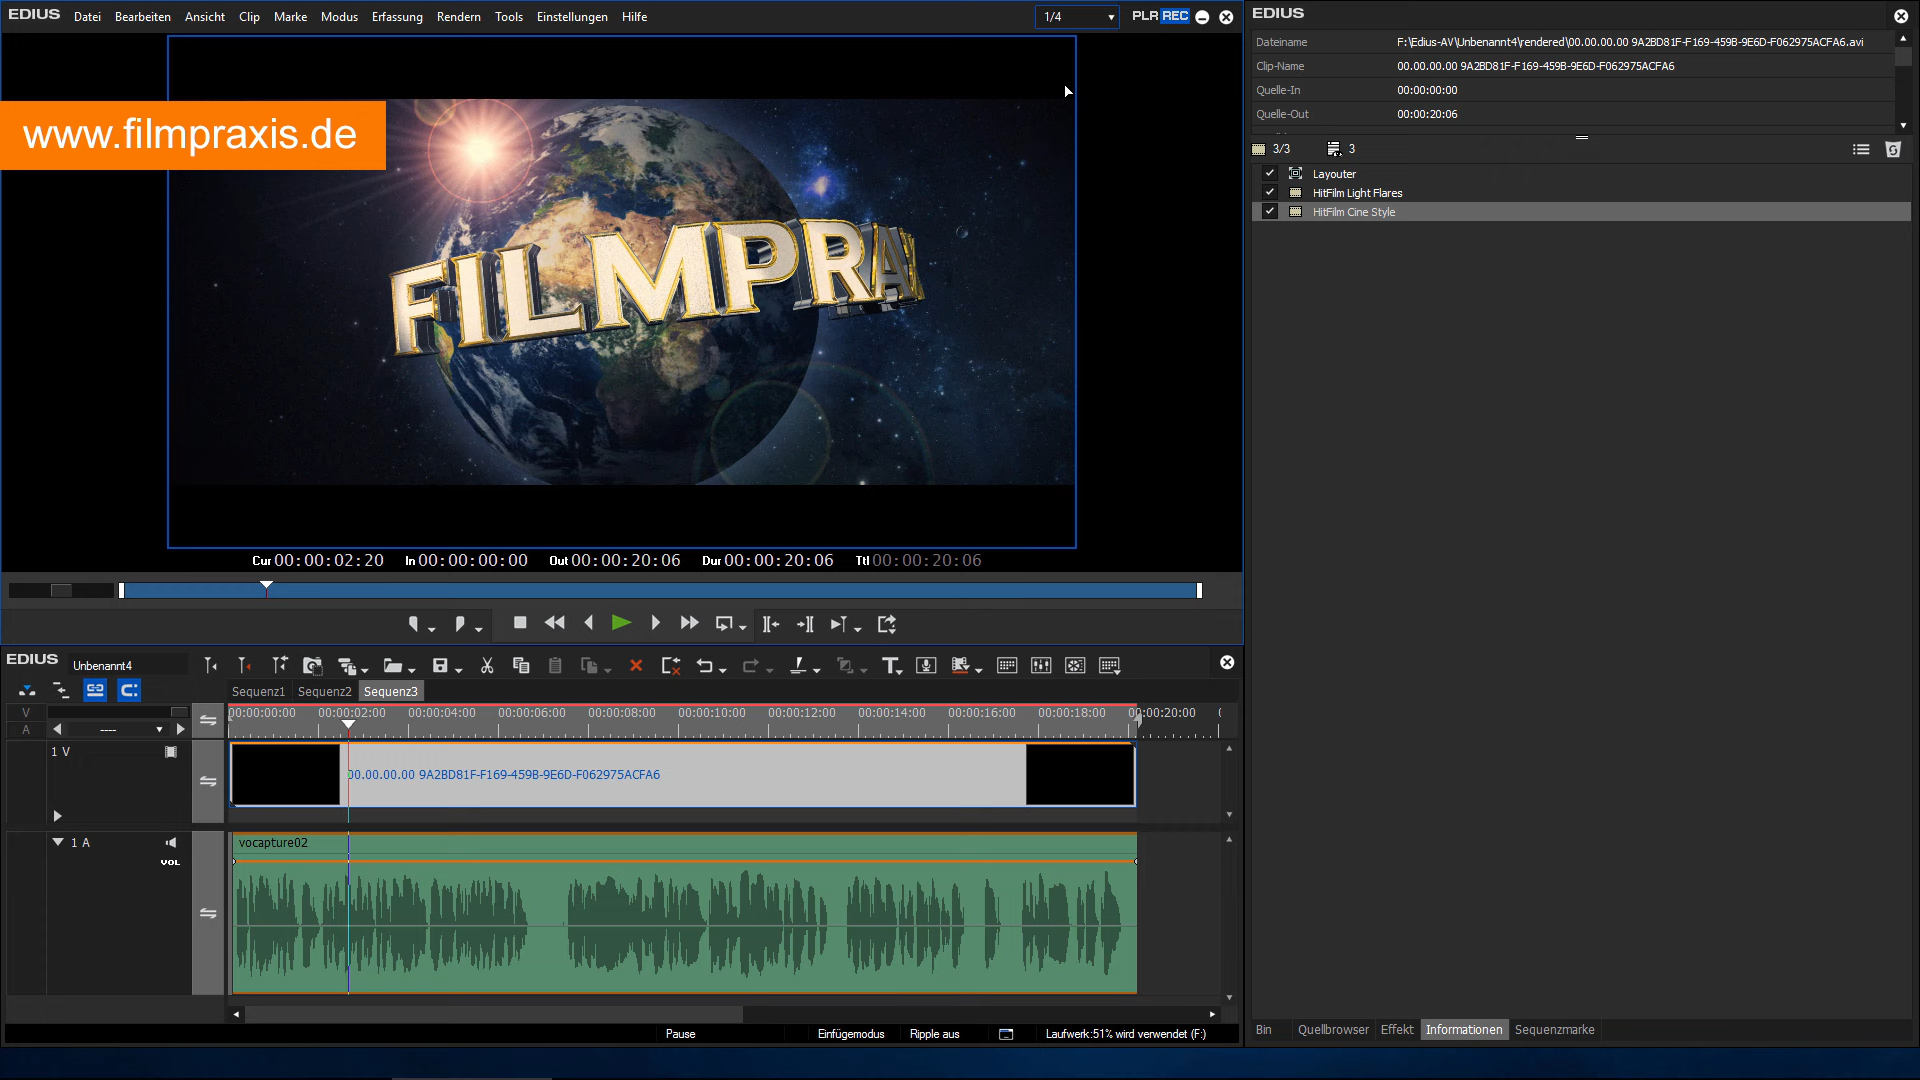 EDIUS Datei Bearbeiten Ansicht Clip Marke Modus Erfassung Rendern Tools Einstellungen Hilfe 1/4 PLR REC
www.filmpraxis.de
FILMPRA
Cur 00:00:02:20 In 00:00:00:00 Out 00:00:20:06 Dur 00:00:20:06 Ttl 00:00:20:06
EDIUS Unbenannt4
Sequenz1 Sequenz2 Sequenz3
V
A
----
00:00:00:00 00:00:02:00 00:00:04:00 00:00:06:00 00:00:08:00 00:00:10:00 00:00:12:00 00:00:14:00 00:00:16:00 00:00:18:00 00:00:20:00
1 V
00.00.00.00 9A2BD81F-F169-459B-9E6D-F062975ACFA6
1 A
VOL
vocapture02
Pause Einfügemodus Ripple aus Laufwerk:51% wird verwendet (F:)
EDIUS
Dateiname F:\Edius-AV\Unbenannt4\rendered\00.00.00.00 9A2BD81F-F169-459B-9E6D-F062975ACFA6.avi
Clip-Name 00.00.00.00 9A2BD81F-F169-459B-9E6D-F062975ACFA6
Quelle-In 00:00:00:00
Quelle-Out 00:00:20:06
3/3 3
Layouter
HitFilm Light Flares
HitFilm Cine Style
Bin Quellbrowser Effekt Informationen Sequenzmarke